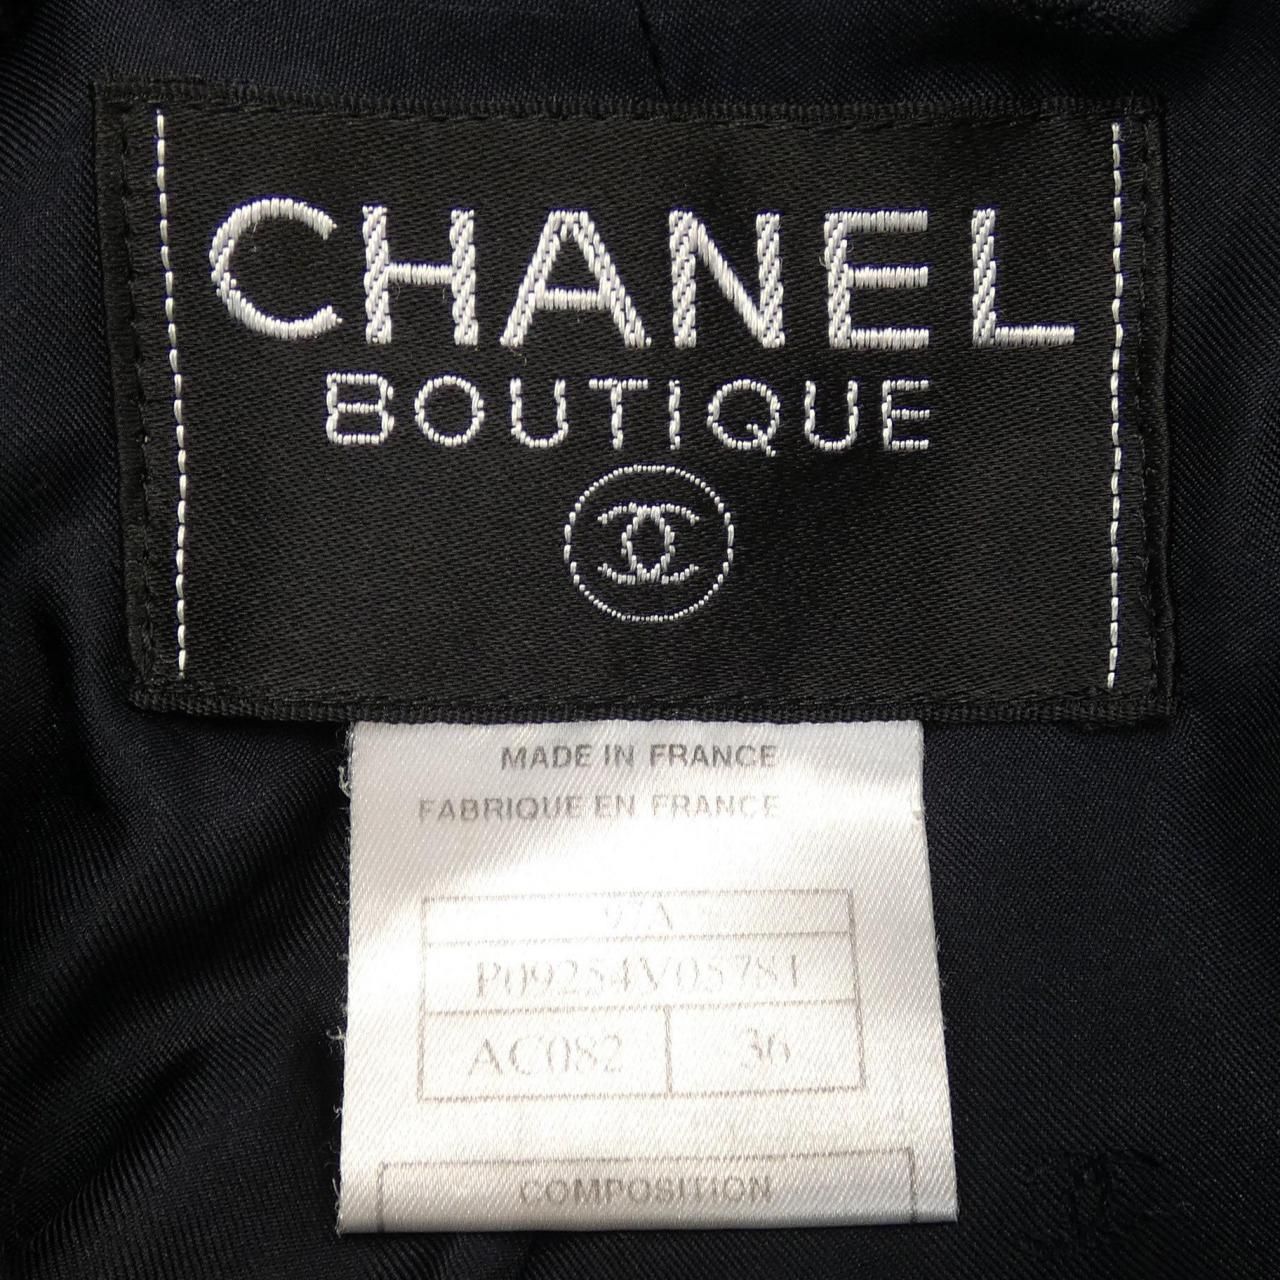 CHANEL
BOUTIQUE
MADE IN FRANCE
FABRIQUE EN FRANCE
97A
P09254V05781
AC082 36
COMPOSITION